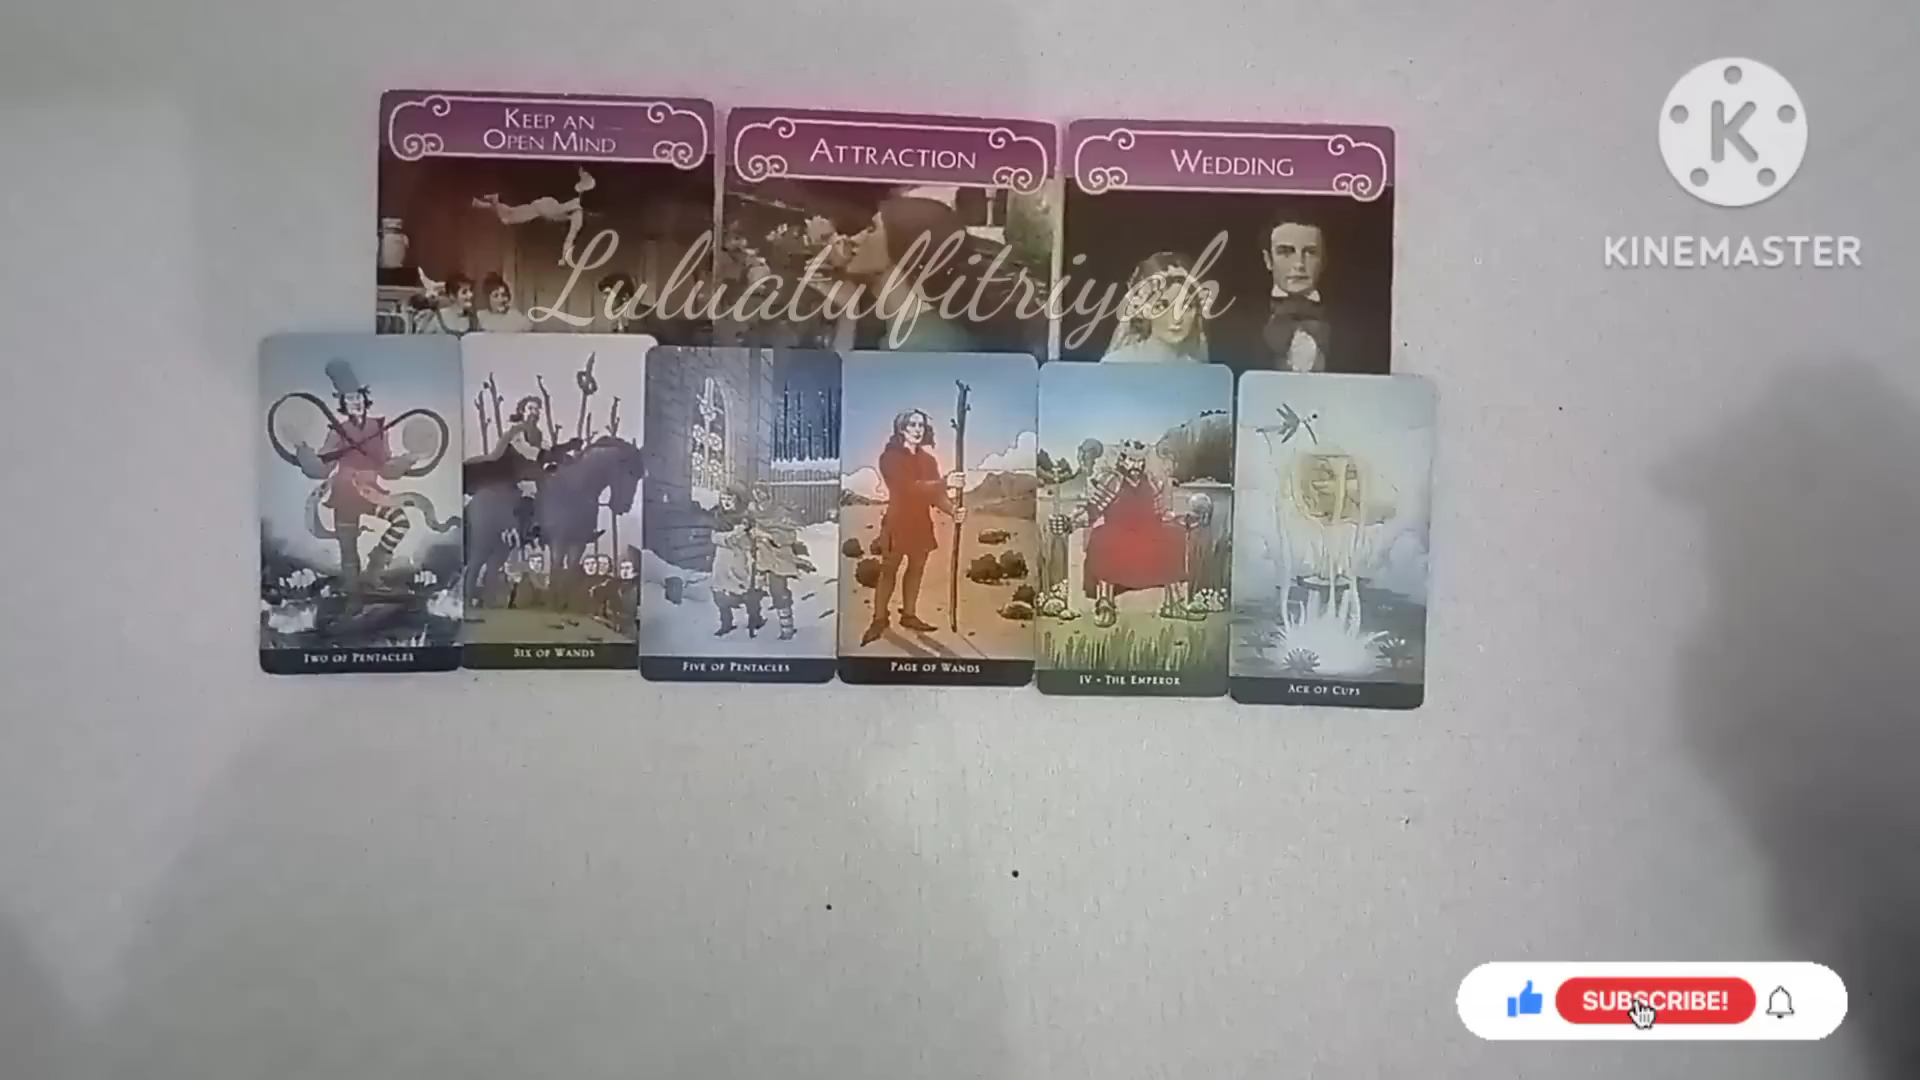 KEEP AN
OPEN MIND
ATTRACTION
WEDDING
Luluatulfitriyah
K
KINEMASTER
TWO OF PENTACLES
SIX OF WANDS
FIVE OF PENTACLES
PAGE OF WANDS
IV • THE EMPEROR
ACE OF CUPS
SUBSCRIBE!